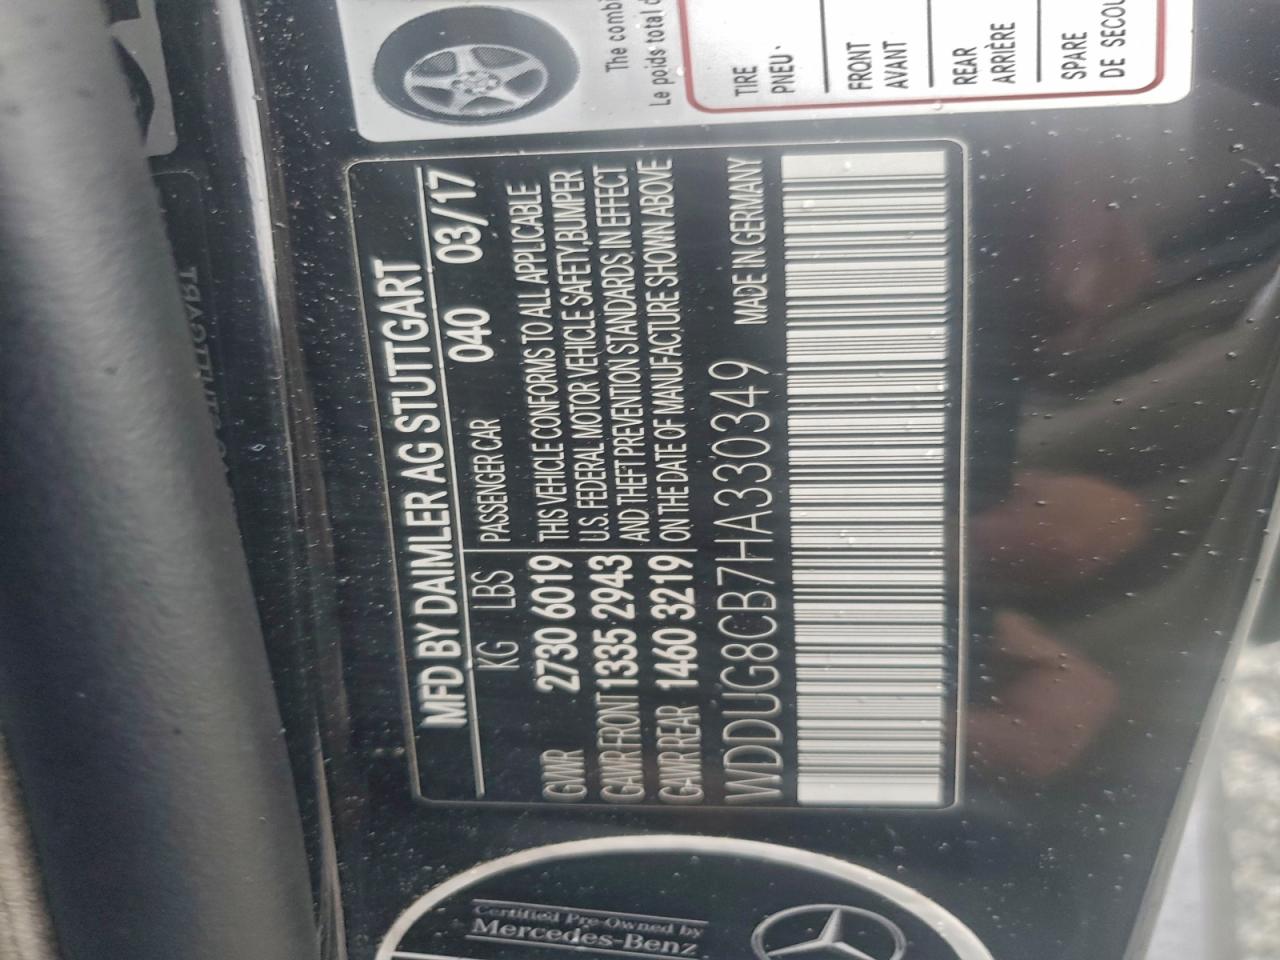 The combi
Le poids total d
TIRE
PNEU
FRONT
AVANT
REAR
ARRIÈRE
SPARE
DE SECOU
MFD BY DAIMLER AG STUTTGART
KG LBS PASSENGER CAR 040 03/17
GVWR 2730 6019 THIS VEHICLE CONFORMS TO ALL APPLICABLE
U.S. FEDERAL MOTOR VEHICLE SAFETY,BUMPER
GAWR FRONT 1335 2943 AND THEFT PREVENTION STANDARDS IN EFFECT
GAWR REAR 1460 3219 ON THE DATE OF MANUFACTURE SHOWN ABOVE
WDDUG8CB7HA330349 MADE IN GERMANY
Certified Pre-Owned by
Mercedes-Benz